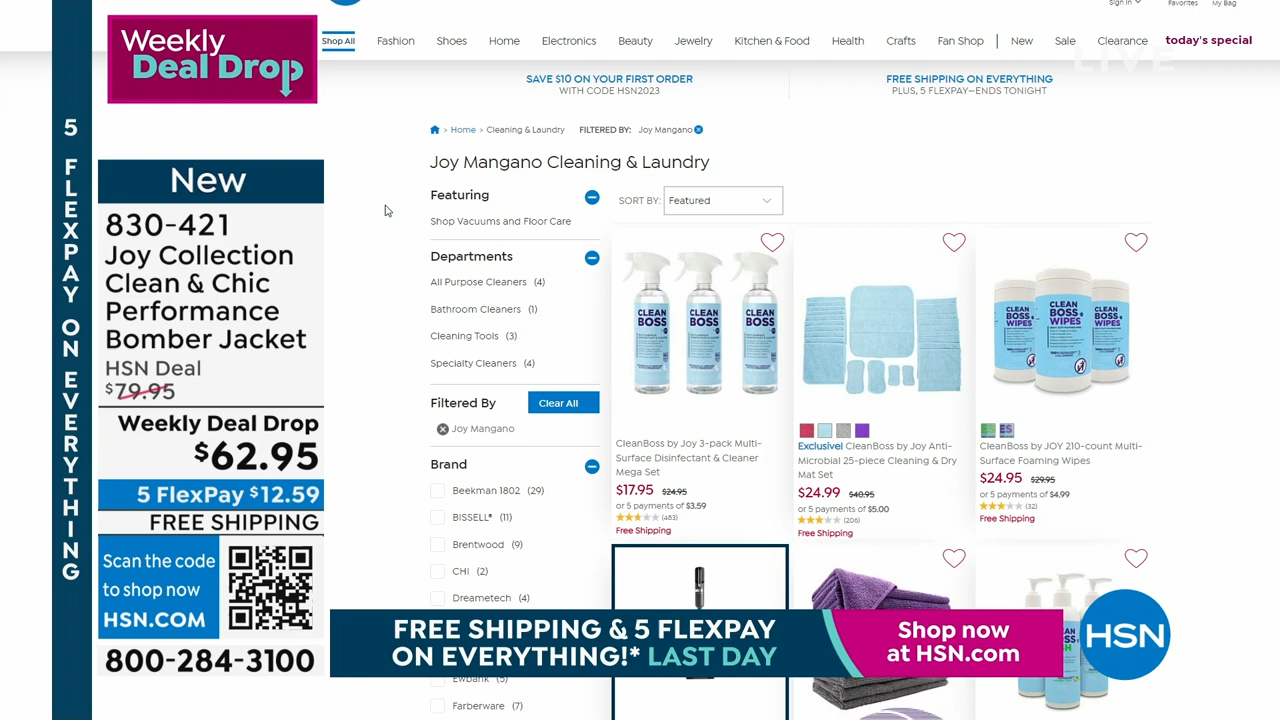 Weekly
Deal Drop
Sign In
Favorites
My Bag
Shop All
Fashion
Shoes
Home
Electronics
Beauty
Jewelry
Kitchen & Food
Health
Crafts
Fan Shop
New
Sale
Clearance
today's special
LIVE
SAVE $10 ON YOUR FIRST ORDER
WITH CODE HSN2023
FREE SHIPPING ON EVERYTHING
PLUS, 5 FLEXPAY—ENDS TONIGHT
5 FLEXPAY ON EVERYTHING
New
830-421
Joy Collection
Clean & Chic
Performance
Bomber Jacket
HSN Deal
$79.95
Weekly Deal Drop
$62.95
5 FlexPay $12.59
FREE SHIPPING
Scan the code
to shop now
HSN.COM
800-284-3100
> Home > Cleaning & Laundry FILTERED BY: Joy Mangano
Joy Mangano Cleaning & Laundry
Featuring
Shop Vacuums and Floor Care
Departments
All Purpose Cleaners (4)
Bathroom Cleaners (1)
Cleaning Tools (3)
Specialty Cleaners (4)
Filtered By
Clear All
Joy Mangano
Brand
Beekman 1802 (29)
BISSELL® (11)
Brentwood (9)
CHI (2)
Dreametech (4)
Ewbank (5)
Farberware (7)
SORT BY: Featured
CLEAN
BOSS
CLEAN
BOSS
CLEAN
BOSS
CleanBoss by Joy 3-pack Multi-
Surface Disinfectant & Cleaner
Mega Set
$17.95 $24.95
or 5 payments of $3.59
(483)
Free Shipping
Exclusive! CleanBoss by Joy Anti-
Microbial 25-piece Cleaning & Dry
Mat Set
$24.99 $40.95
or 5 payments of $5.00
(206)
Free Shipping
CLEAN
BOSS
WIPES
CleanBoss by JOY 210-count Multi-
Surface Foaming Wipes
$24.95 $29.95
or 5 payments of $4.99
(32)
Free Shipping
FREE SHIPPING & 5 FLEXPAY
ON EVERYTHING!* LAST DAY
Shop now
at HSN.com
HSN